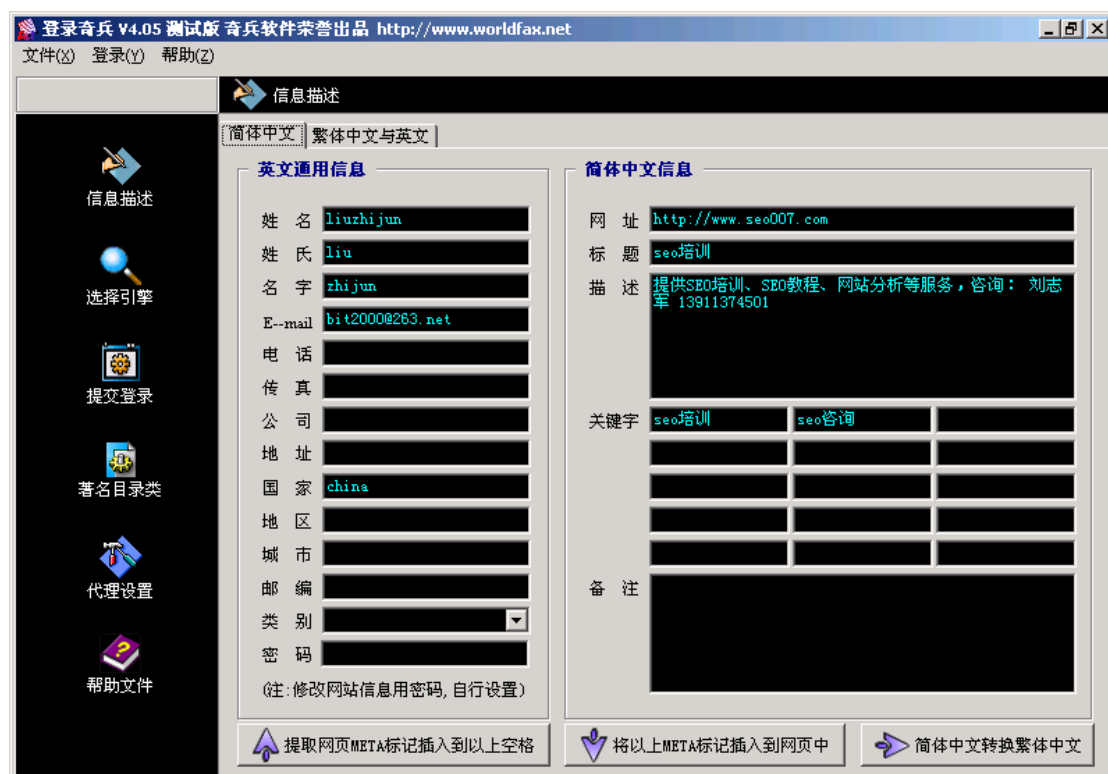 登录奇兵 V4.05 测试版 奇兵软件荣誉出品 http://www.worldfax.net
文件(X) 登录(Y) 帮助(Z)
信息描述
简体中文 繁体中文与英文
信息描述
选择引擎
提交登录
著名目录类
代理设置
帮助文件
英文通用信息
姓 名 liuzhijun
姓 氏 liu
名 字 zhijun
E--mail bit2000@263.net
电 话
传 真
公 司
地 址
国 家 china
地 区
城 市
邮 编
类 别
密 码
(注:修改网站信息用密码,自行设置)
简体中文信息
网 址 http://www.seo007.com
标 题 seo培训
描 述 提供SEO培训、SEO教程、网站分析等服务，咨询： 刘志
军 13911374501
关键字 seo培训 seo咨询
备 注
提取网页META标记插入到以上空格
将以上META标记插入到网页中
简体中文转换繁体中文